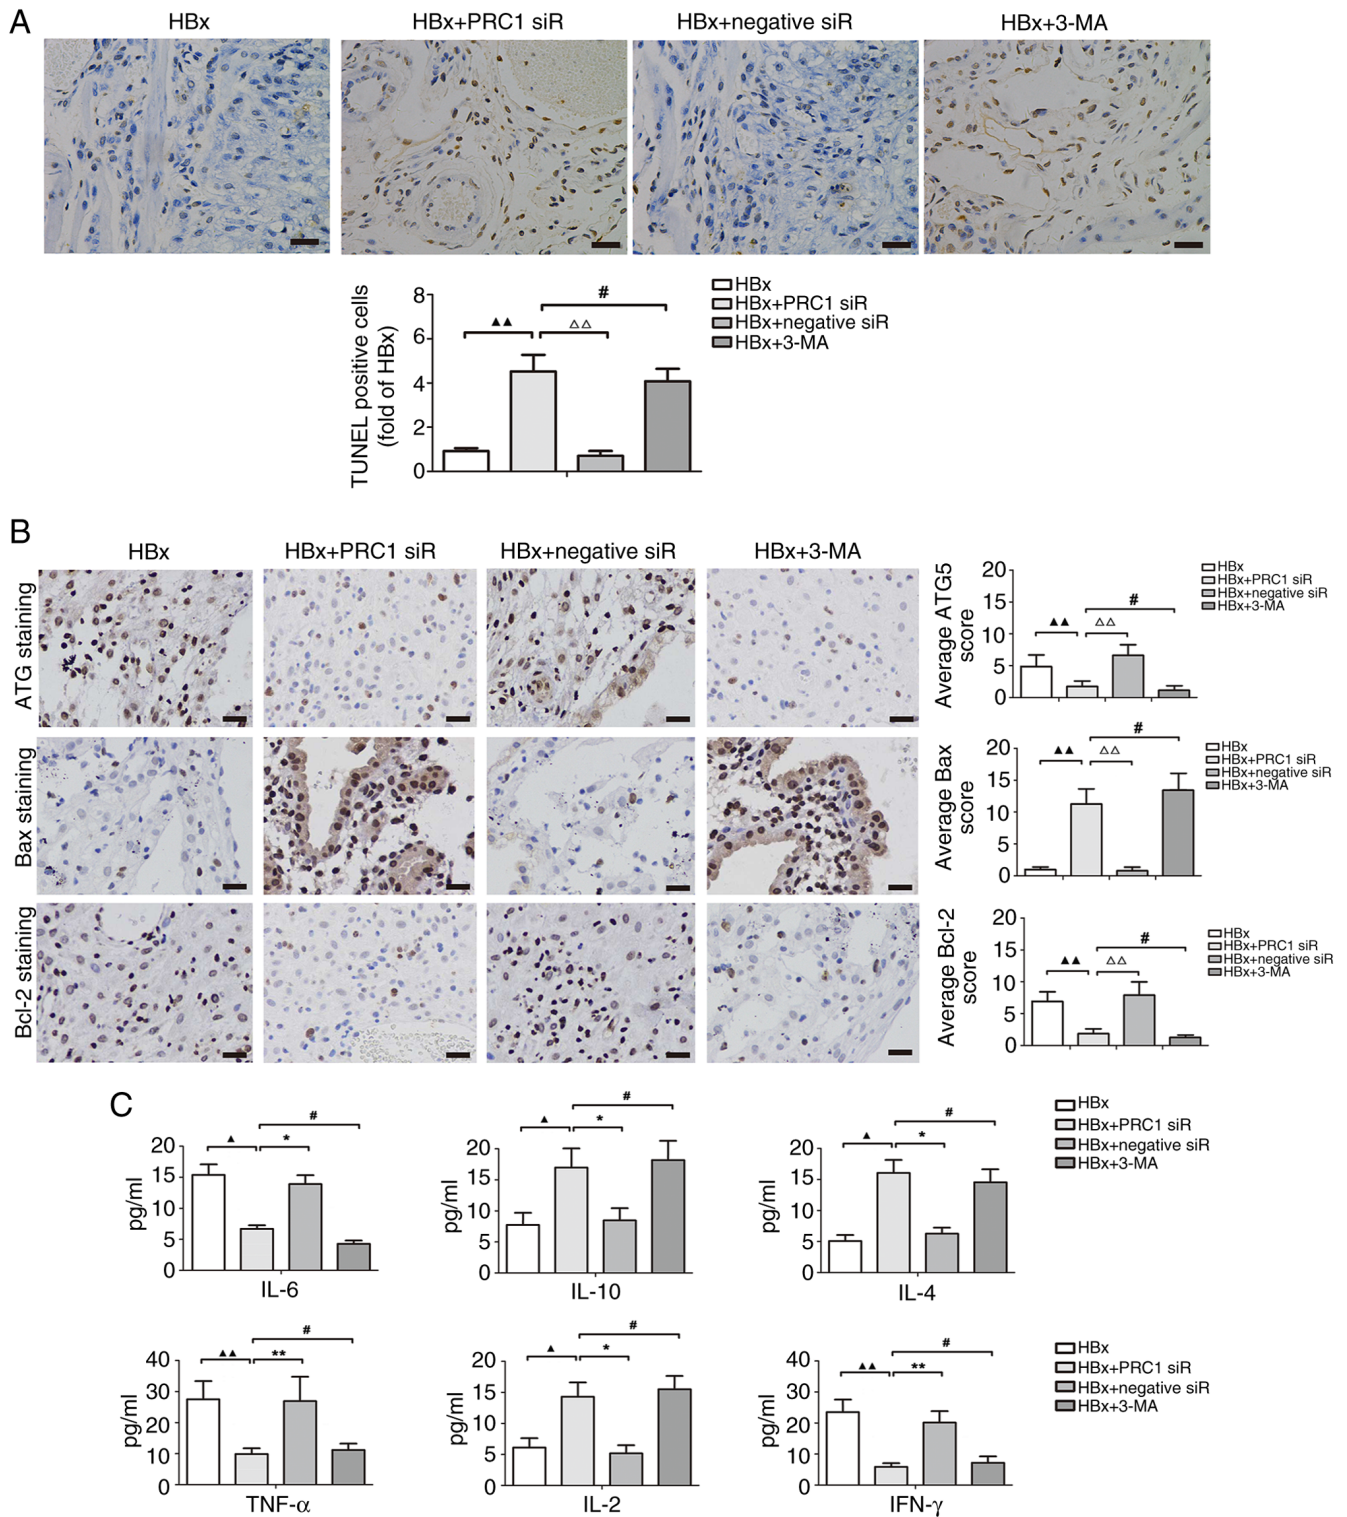 A
HBx
HBx+PRC1 siR
HBx+negative siR
HBx+3-MA
TUNEL positive cells
(fold of HBx)
8
6
4
2
0
▲▲
△△
#
HBx
HBx+PRC1 siR
HBx+negative siR
HBx+3-MA
B
HBx
HBx+PRC1 siR
HBx+negative siR
HBx+3-MA
ATG staining
Average ATG5
score
20
15
10
5
0
▲▲
△△
#
HBx
HBx+PRC1 siR
HBx+negative siR
HBx+3-MA
Bax staining
Average Bax
score
20
15
10
5
0
▲▲
△△
#
HBx
HBx+PRC1 siR
HBx+negative siR
HBx+3-MA
Bcl-2 staining
Average Bcl-2
score
20
15
10
5
0
▲▲
△△
#
HBx
HBx+PRC1 siR
HBx+negative siR
HBx+3-MA
C
pg/ml
20
15
10
5
0
▲
*
#
IL-6
pg/ml
20
15
10
5
0
▲
*
#
IL-10
pg/ml
20
15
10
5
0
▲
*
#
IL-4
HBx
HBx+PRC1 siR
HBx+negative siR
HBx+3-MA
pg/ml
40
30
20
10
0
▲▲
**
#
TNF-α
pg/ml
20
15
10
5
0
▲
*
#
IL-2
pg/ml
40
30
20
10
0
▲▲
**
#
IFN-γ
HBx
HBx+PRC1 siR
HBx+negative siR
HBx+3-MA